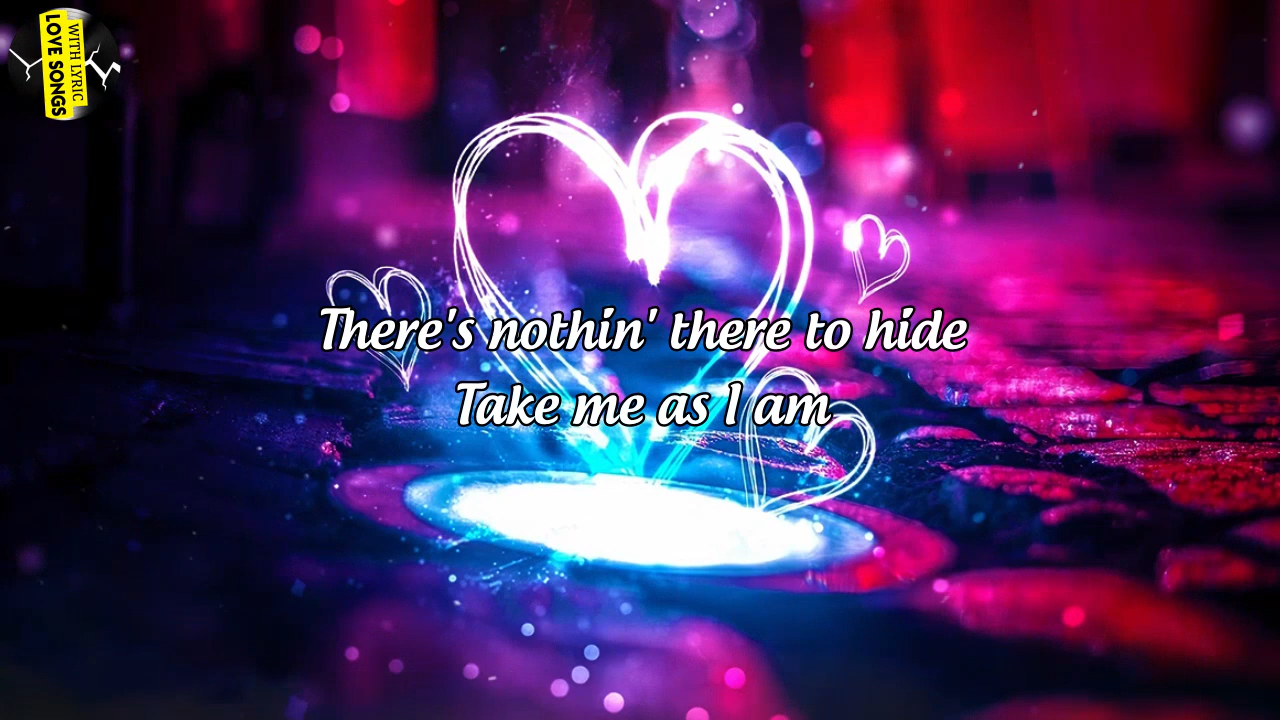 WITH LYRIC
LOVE SONGS
There's nothin' there to hide
Take me as I am